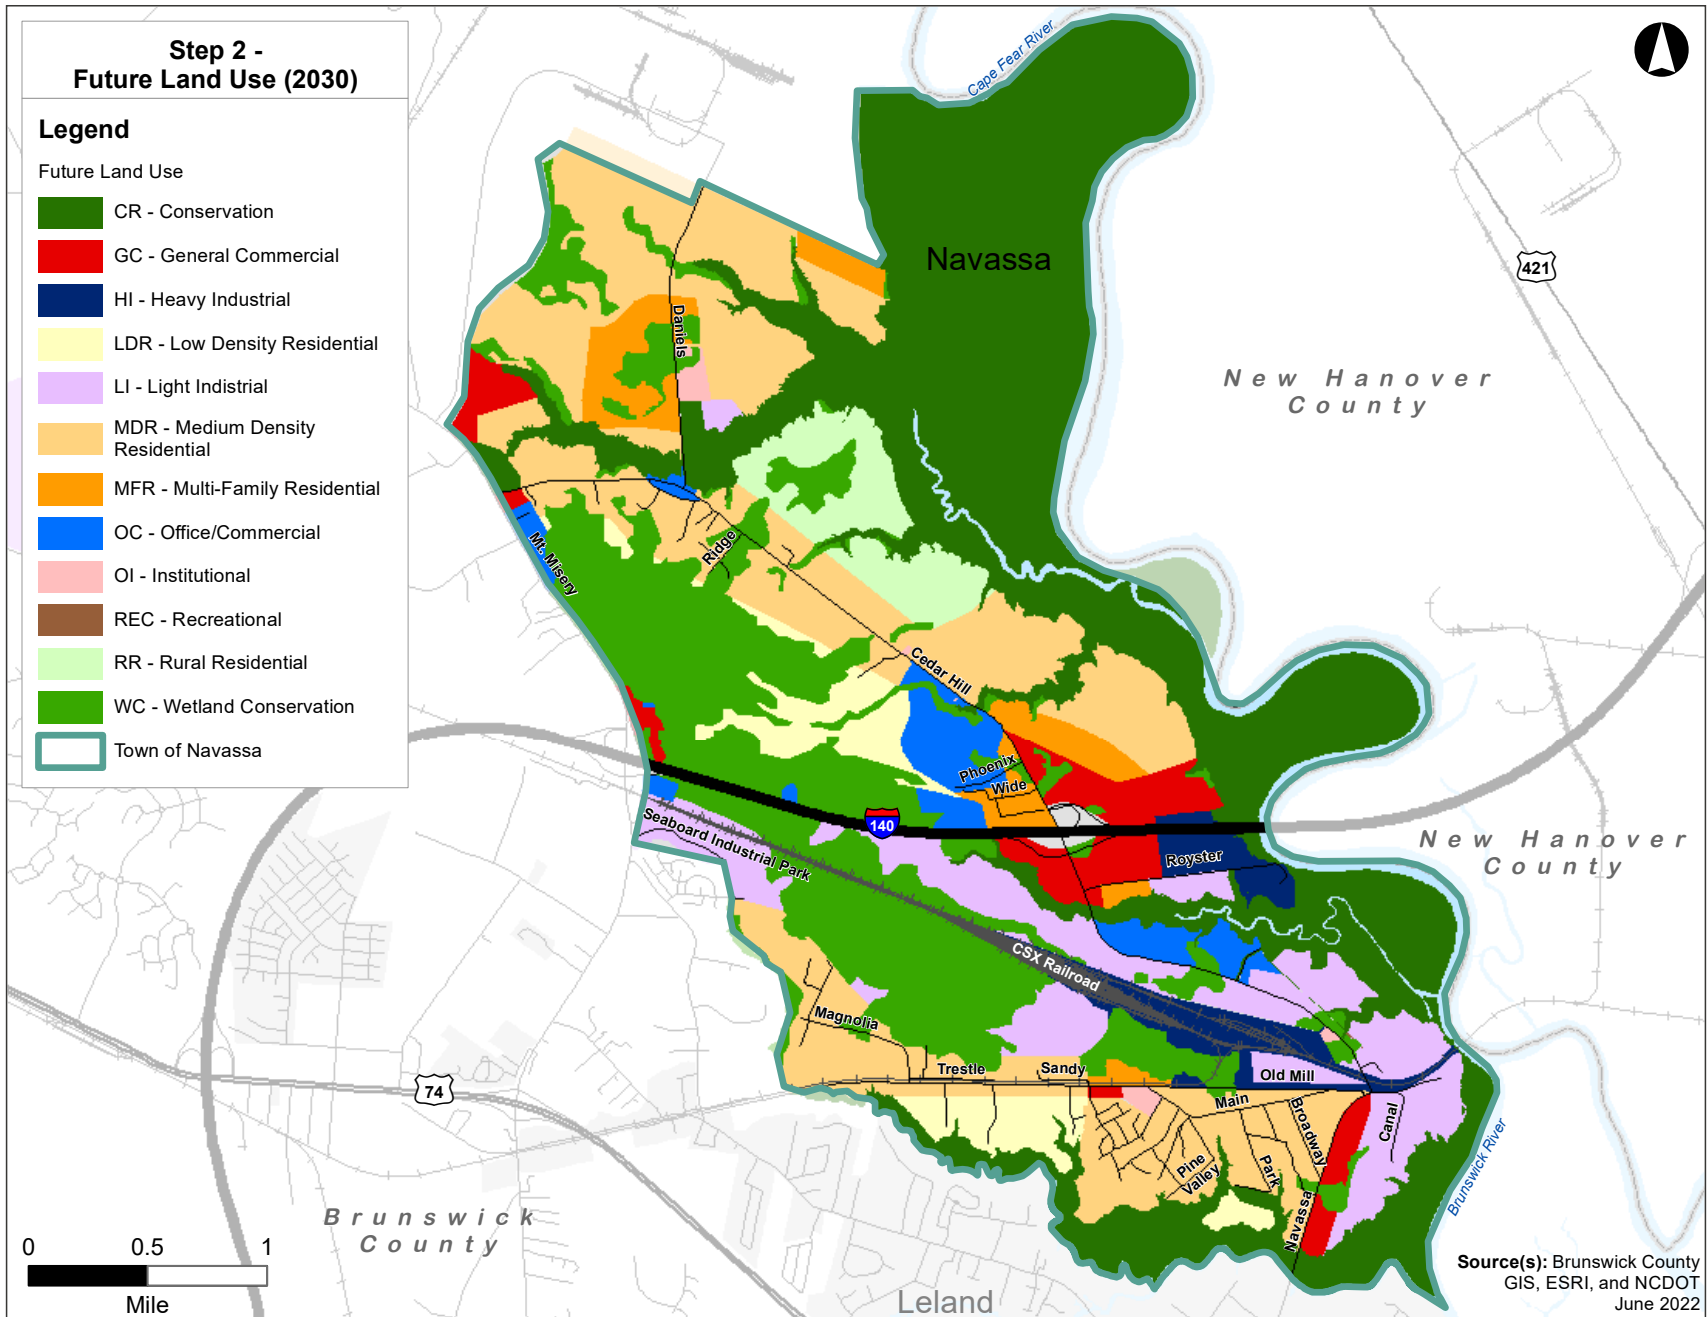 Step 2 -
Future Land Use (2030)
Legend
Future Land Use
CR - Conservation
GC - General Commercial
HI - Heavy Industrial
LDR - Low Density Residential
LI - Light Indistrial
MDR - Medium Density
Residential
MFR - Multi-Family Residential
OC - Office/Commercial
OI - Institutional
REC - Recreational
RR - Rural Residential
WC - Wetland Conservation
Town of Navassa
Cape Fear River
Navassa
421
New Hanover
County
Daniels
Mt. Misery
Ridge
Cedar Hill
Phoenix
Wide
140
Seaboard Industrial Park
Royster
New Hanover
County
CSX Railroad
Magnolia
Trestle
Sandy
Old Mill
Main
Broadway
Canal
Pine
Valley
Park
Navassa
Brunswick River
74
Brunswick
County
Leland
0 0.5 1
Mile
Source(s): Brunswick County
GIS, ESRI, and NCDOT
June 2022